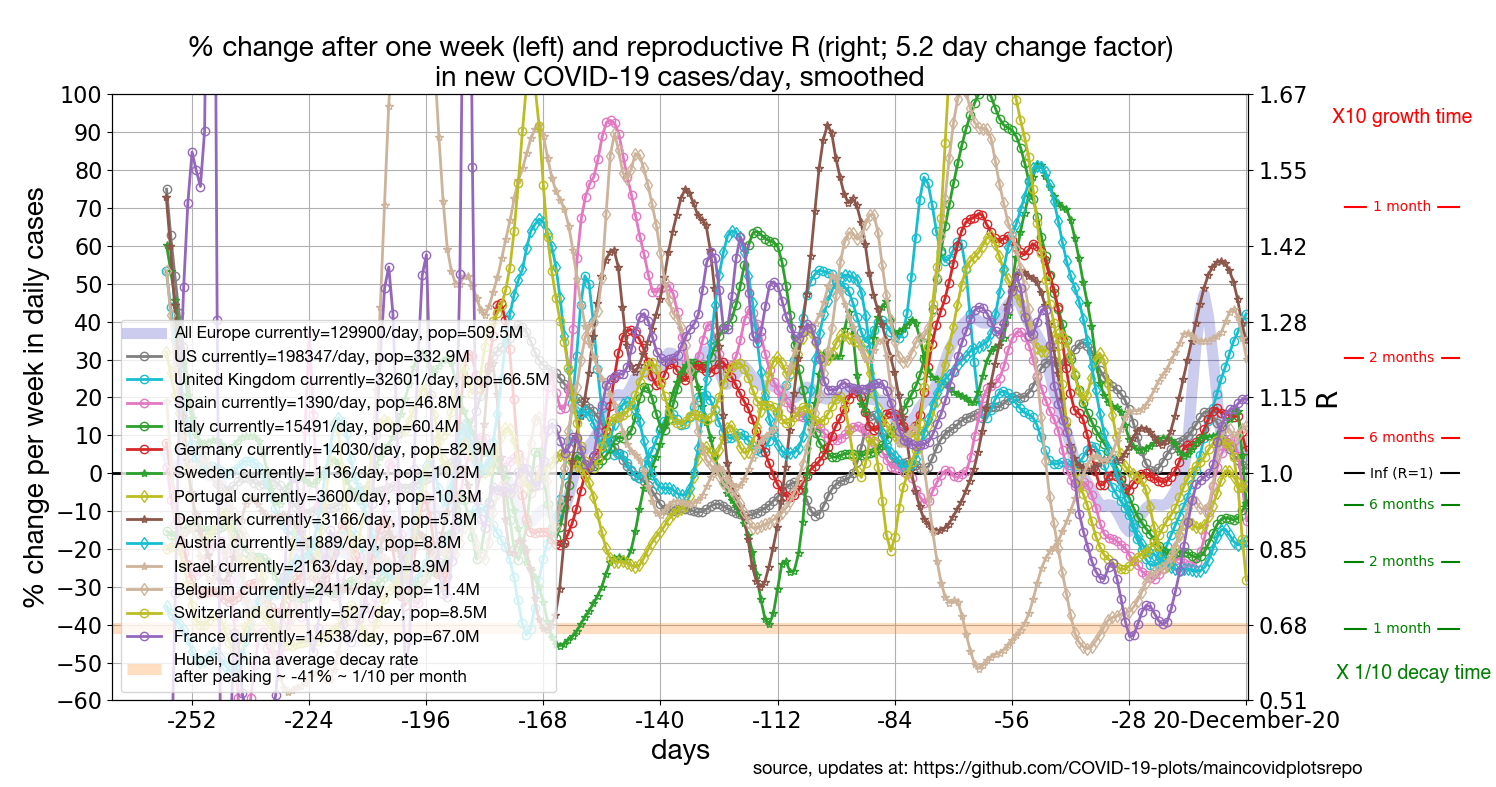 % change after one week (left) and reproductive R (right; 5.2 day change factor)
in new COVID-19 cases/day, smoothed
% change per week in daily cases
100
90
80
70
60
50
40
30
20
10
0
−10
−20
−30
−40
−50
−60
All Europe currently=129900/day, pop=509.5M
US currently=198347/day, pop=332.9M
United Kingdom currently=32601/day, pop=66.5M
Spain currently=1390/day, pop=46.8M
Italy currently=15491/day, pop=60.4M
Germany currently=14030/day, pop=82.9M
Sweden currently=1136/day, pop=10.2M
Portugal currently=3600/day, pop=10.3M
Denmark currently=3166/day, pop=5.8M
Austria currently=1889/day, pop=8.8M
Israel currently=2163/day, pop=8.9M
Belgium currently=2411/day, pop=11.4M
Switzerland currently=527/day, pop=8.5M
France currently=14538/day, pop=67.0M
Hubei, China average decay rate
after peaking ~ -41% ~ 1/10 per month
1.67
1.55
1.42
1.28
1.15
1.0
0.85
0.68
0.51
R
X10 growth time
1 month
2 months
6 months
Inf (R=1)
6 months
2 months
1 month
X 1/10 decay time
-252 -224 -196 -168 -140 -112 -84 -56 -28 20-December-20
days
source, updates at: https://github.com/COVID-19-plots/maincovidplotsrepo